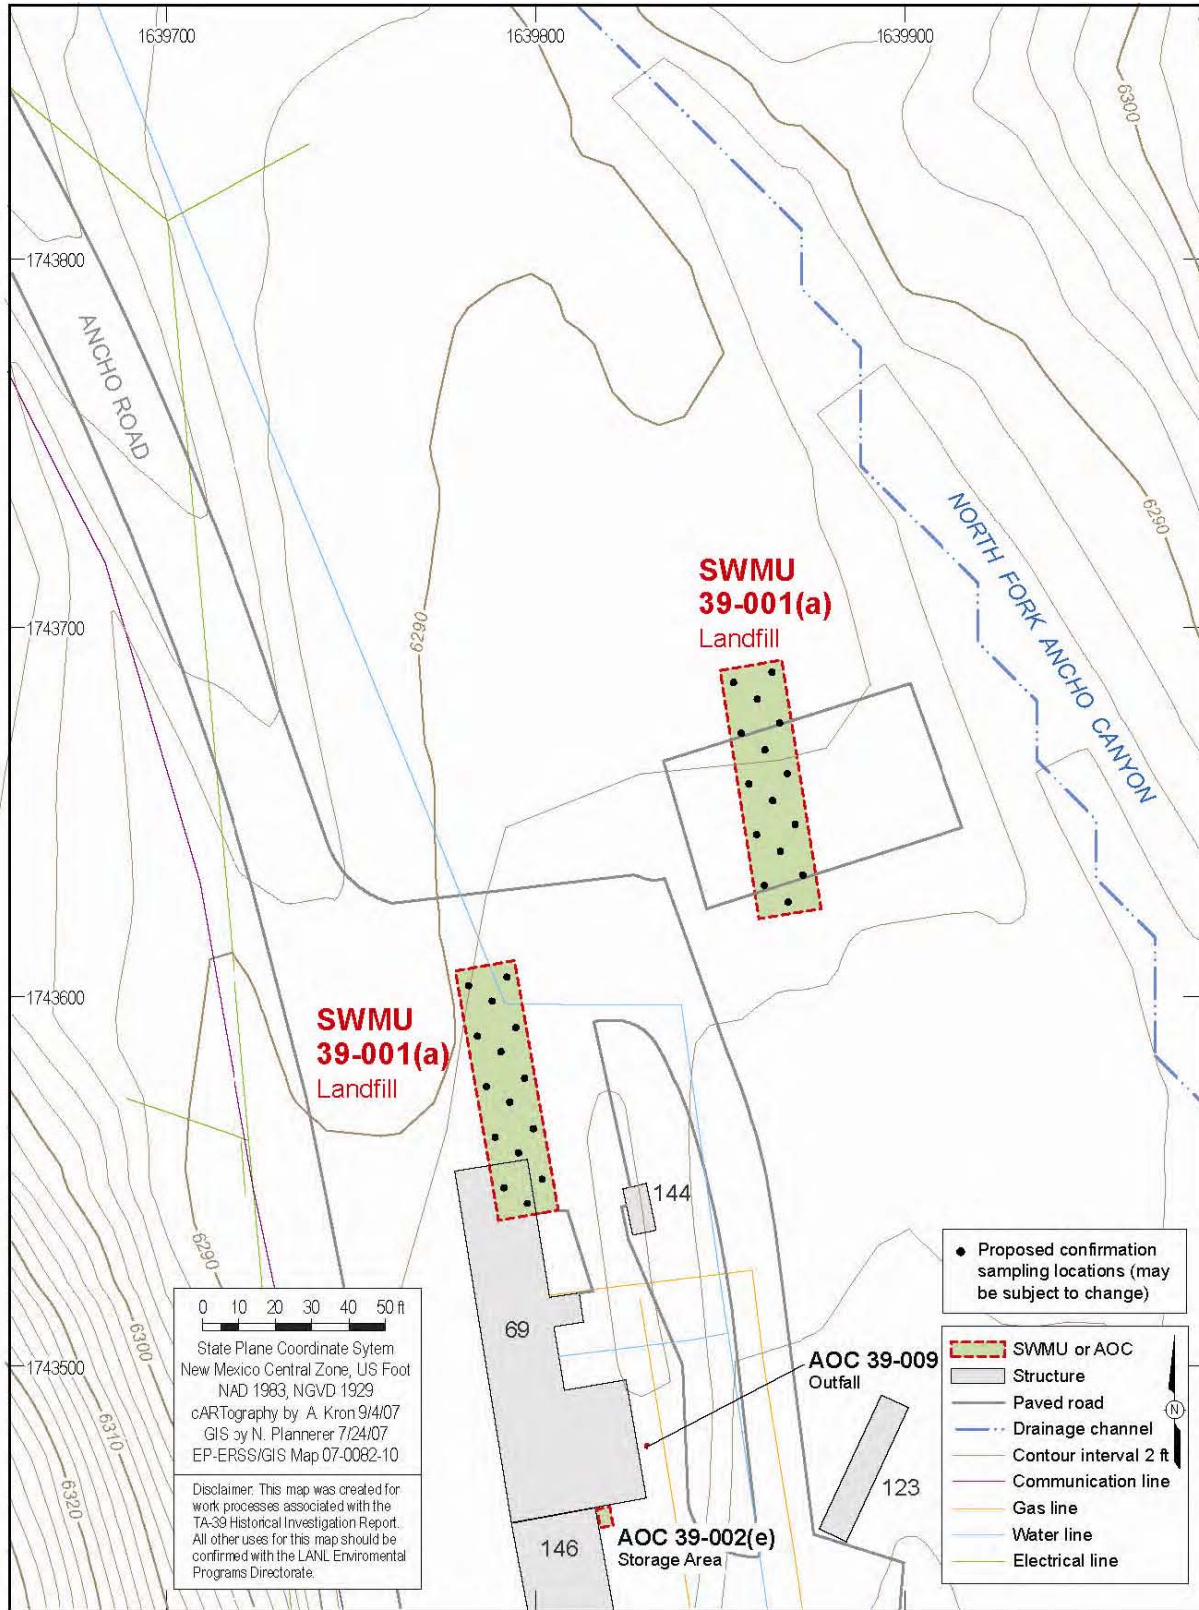 1639700
1639800
1639900
6300
1743800
ANCHO ROAD
6290
NORTH FORK ANCHO CANYON
SWMU
39-001(a)
Landfill
1743700
6290
1743600
SWMU
39-001(a)
Landfill
144
6290
69
6300
1743500
6310
6320
AOC 39-009
Outfall
123
146
AOC 39-002(e)
Storage Area
0 10 20 30 40 50 ft
State Plane Coordinate Sytem
New Mexico Central Zone, US Foot
NAD 1983, NGVD 1929
cARTography by A. Kron 9/4/07
GIS by N. Plannerer 7/24/07
EP-ERSS/GIS Map 07-0082-10
Disclaimer: This map was created for
work processes associated with the
TA-39 Historical Investigation Report.
All other uses for this map should be
confirmed with the LANL Enviromental
Programs Directorate.
Proposed confirmation
sampling locations (may
be subject to change)
SWMU or AOC
Structure
Paved road
Drainage channel
Contour interval 2 ft
Communication line
Gas line
Water line
Electrical line
N